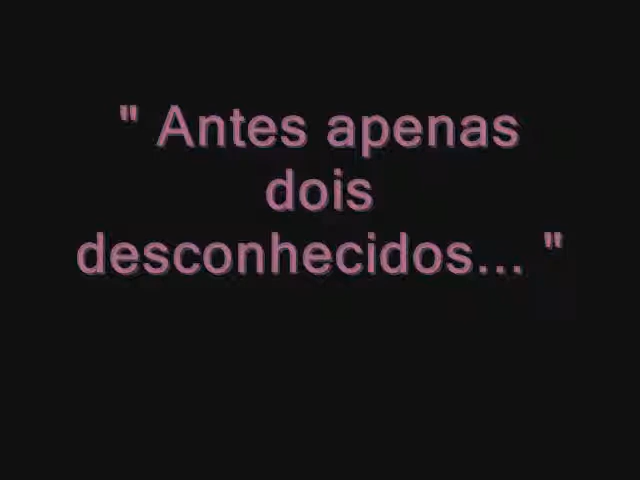 " Antes apenas
dois
desconhecidos... "